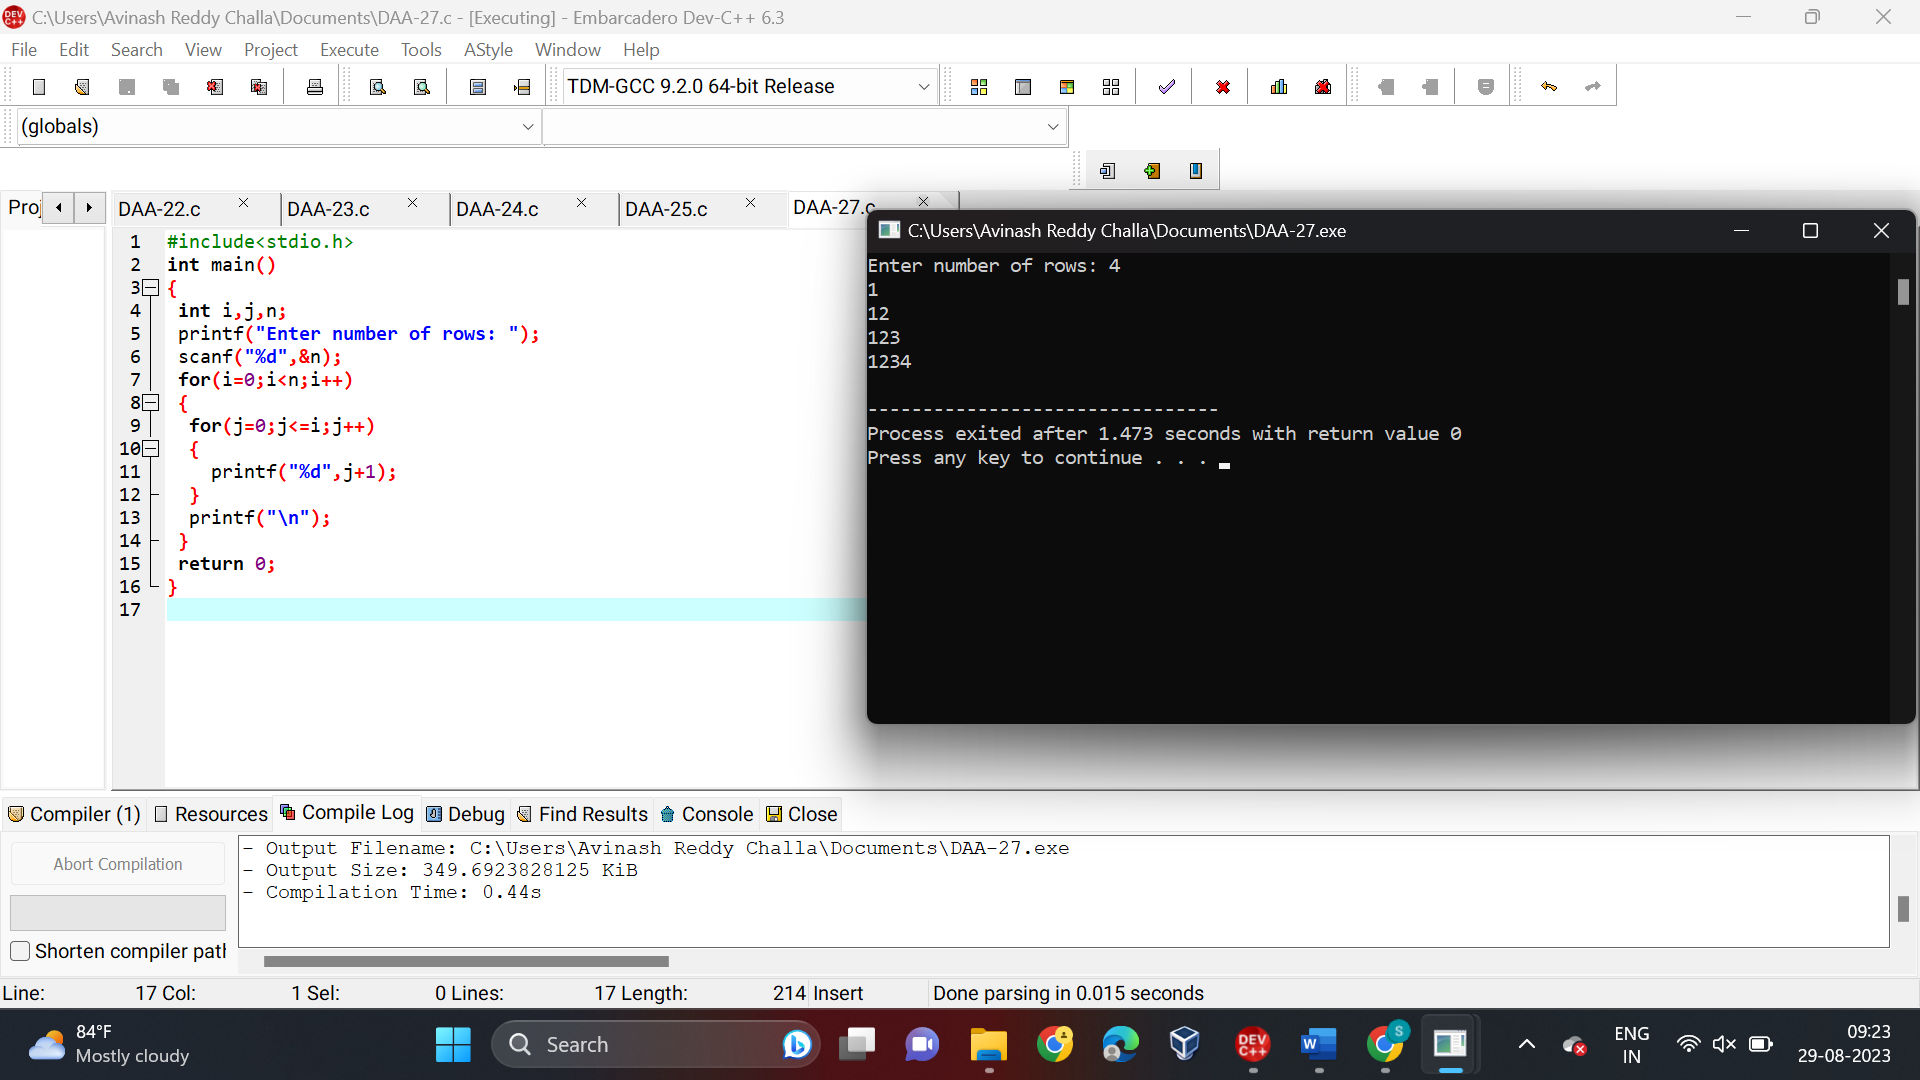 C:\Users\Avinash Reddy Challa\Documents\DAA-27.c - [Executing] - Embarcadero Dev-C++ 6.3
File Edit Search View Project Execute Tools AStyle Window Help
TDM-GCC 9.2.0 64-bit Release
(globals)
Proj
DAA-22.c DAA-23.c DAA-24.c DAA-25.c DAA-27.c
1 #include<stdio.h>
2 int main()
3 {
4 int i,j,n;
5 printf("Enter number of rows: ");
6 scanf("%d",&n);
7 for(i=0;i<n;i++)
8 {
9 for(j=0;j<=i;j++)
10 {
11 printf("%d",j+1);
12 }
13 printf("\n");
14 }
15 return 0;
16 }
17
C:\Users\Avinash Reddy Challa\Documents\DAA-27.exe
Enter number of rows: 4
1
12
123
1234
--------------------------------
Process exited after 1.473 seconds with return value 0
Press any key to continue . . .
Compiler (1) Resources Compile Log Debug Find Results Console Close
Abort Compilation
Shorten compiler path
- Output Filename: C:\Users\Avinash Reddy Challa\Documents\DAA-27.exe
- Output Size: 349.6923828125 KiB
- Compilation Time: 0.44s
Line: 17 Col: 1 Sel: 0 Lines: 17 Length: 214 Insert Done parsing in 0.015 seconds
84°F
Mostly cloudy
Search
DEV
C++
W
S
ENG
IN
09:23
29-08-2023